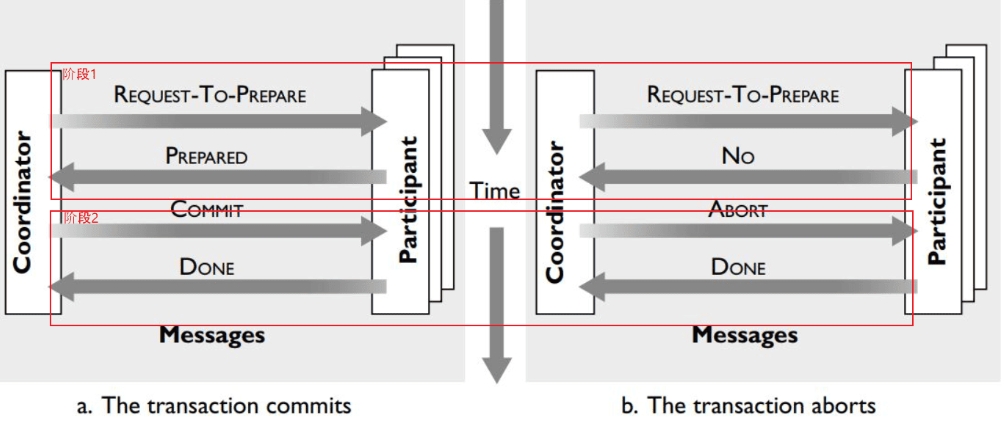 Coordinator
阶段1
REQUEST-TO-PREPARE
PREPARED
阶段2
COMMIT
DONE
Participant
Messages
a. The transaction commits
Time
Coordinator
REQUEST-TO-PREPARE
NO
ABORT
DONE
Participant
Messages
b. The transaction aborts